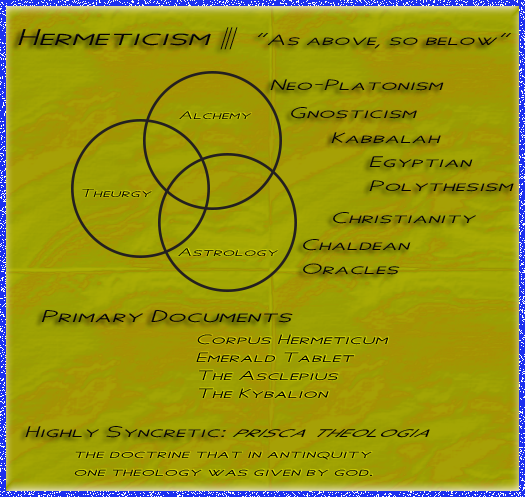 Hermeticism ||| "As above, so below"
Neo-Platonism
Alchemy
Gnosticism
Kabbalah
Egyptian
Polythesism
Theurgy
Christianity
Chaldean
Astrology
Oracles
Primary Documents
Corpus Hermeticum
Emerald Tablet
The Asclepius
The Kybalion
Highly Syncretic: prisca theologia
the doctrine that in antinquity
one theology was given by god.